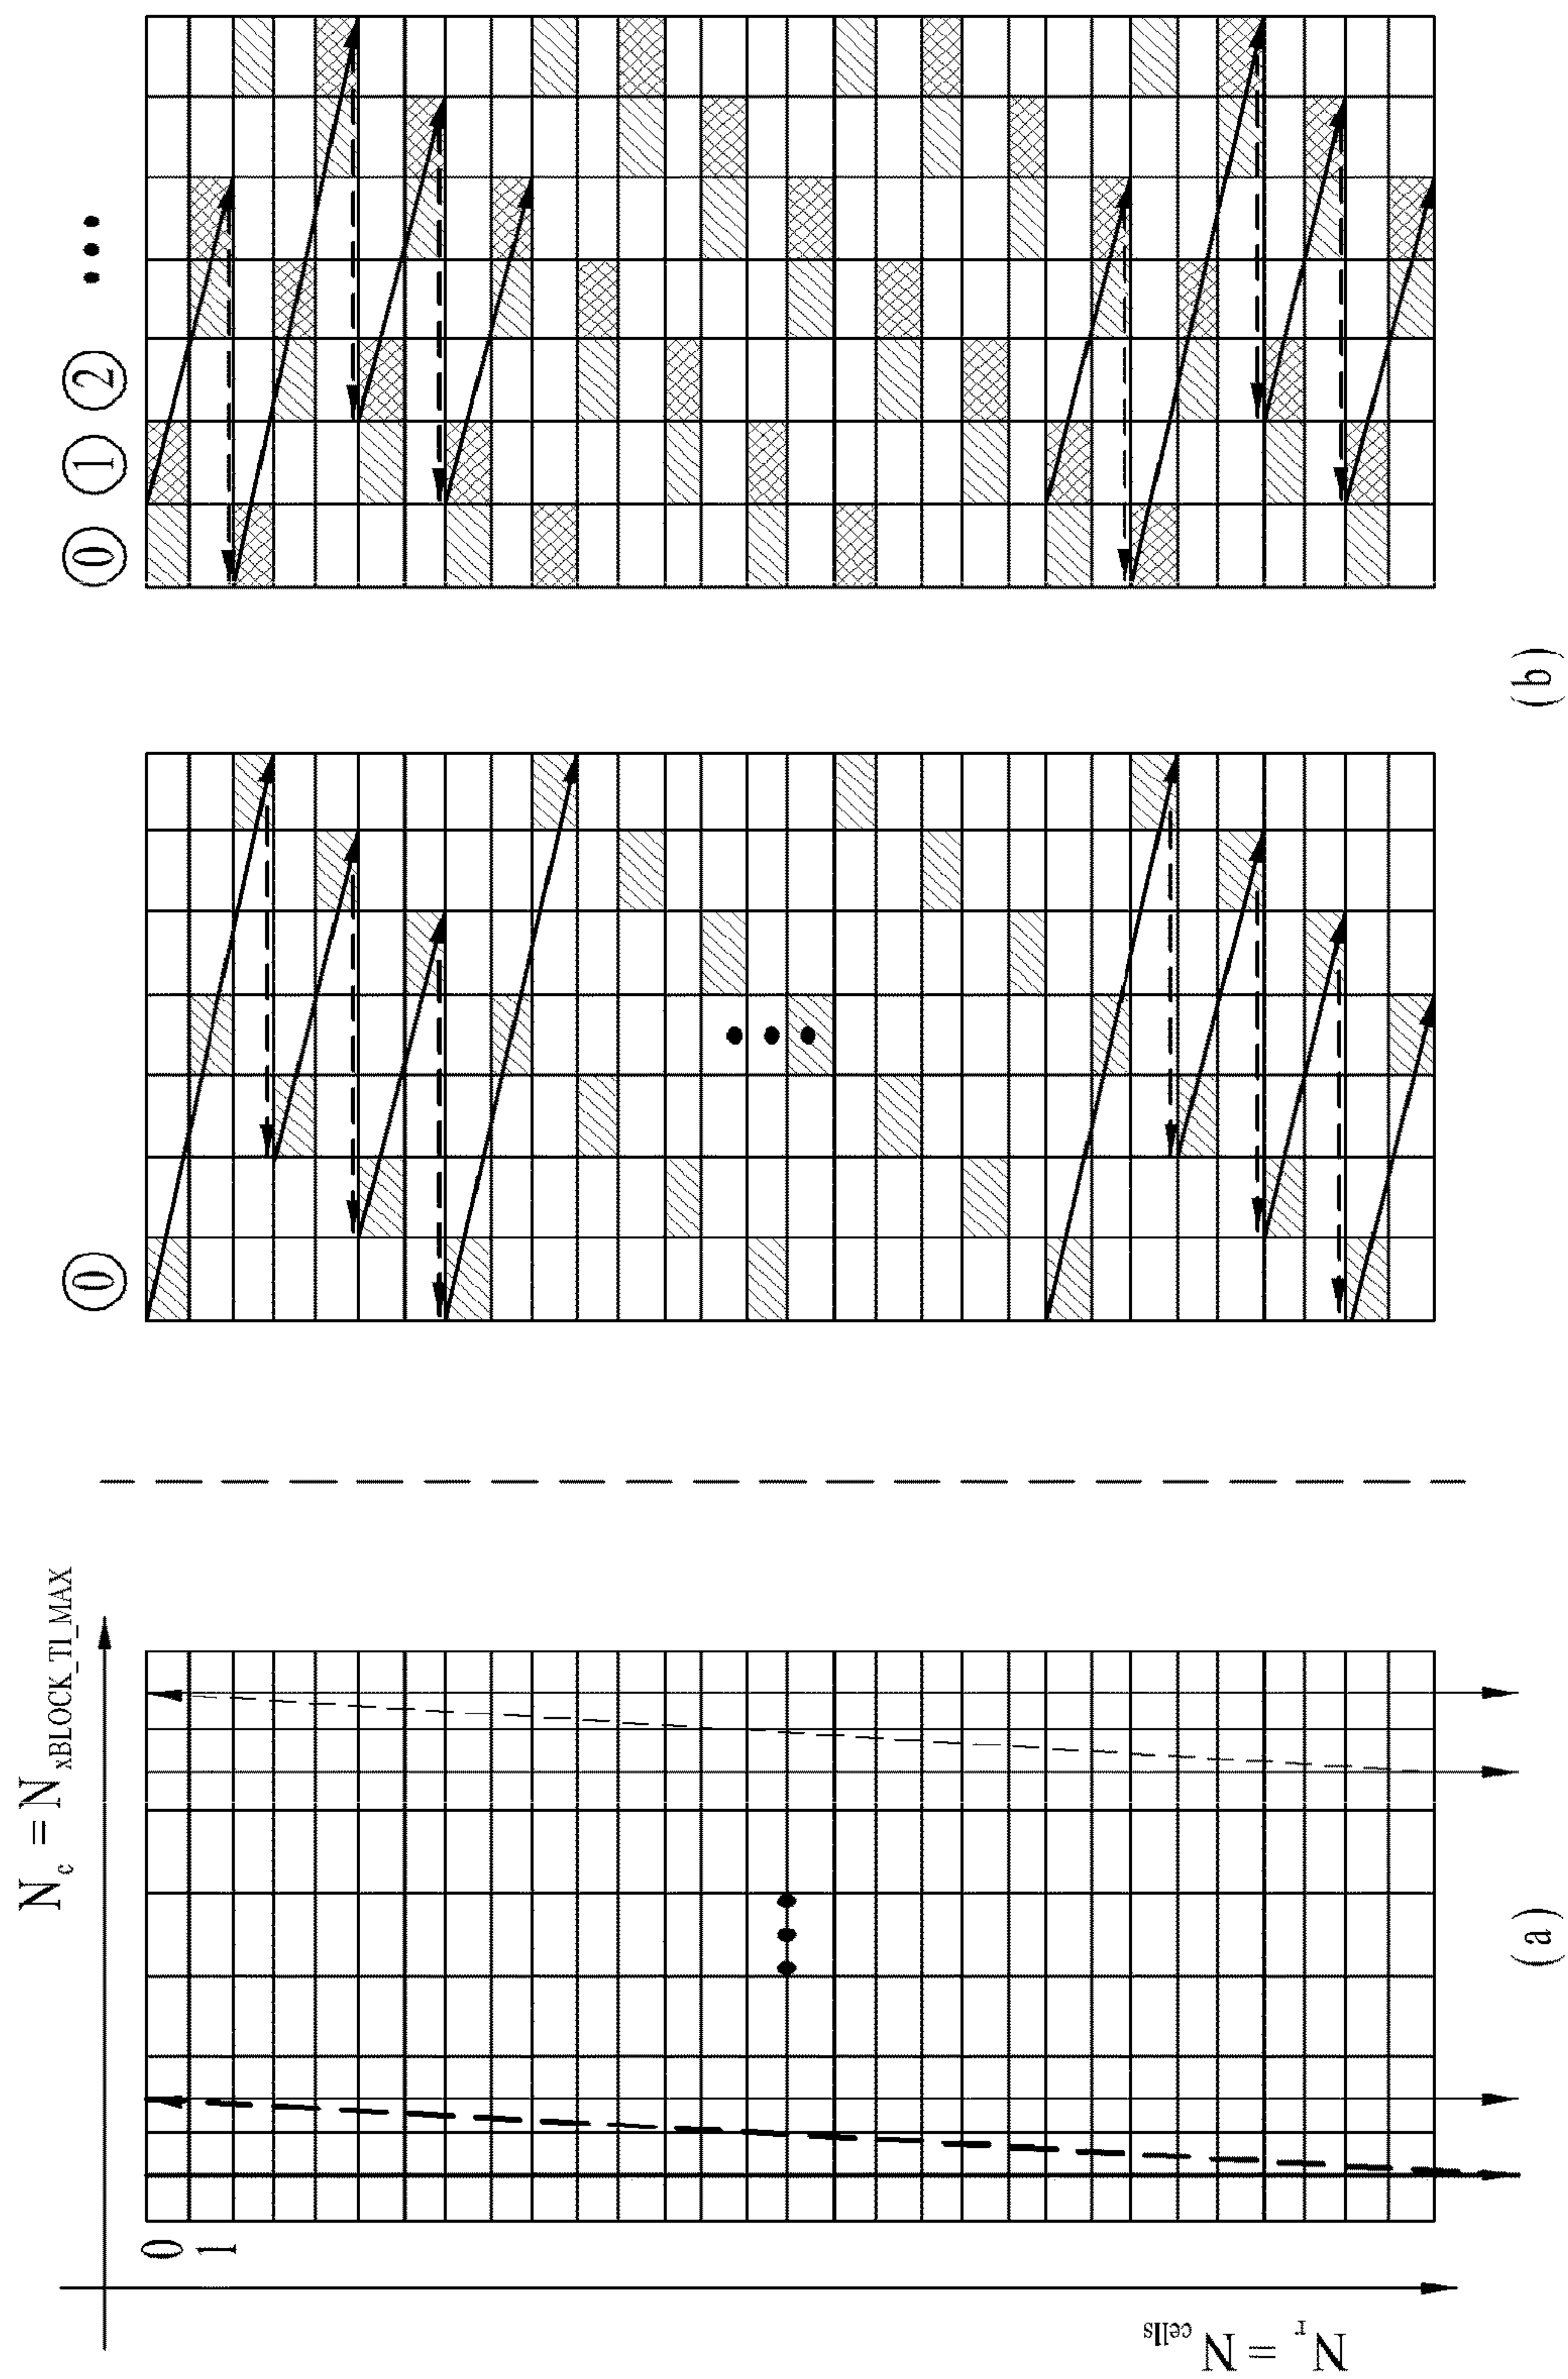 N_c = N_xBLOCK_TI_MAX
0
1
N_r = N_cells
(a)
⓪
⓪ ① ② •••
(b)